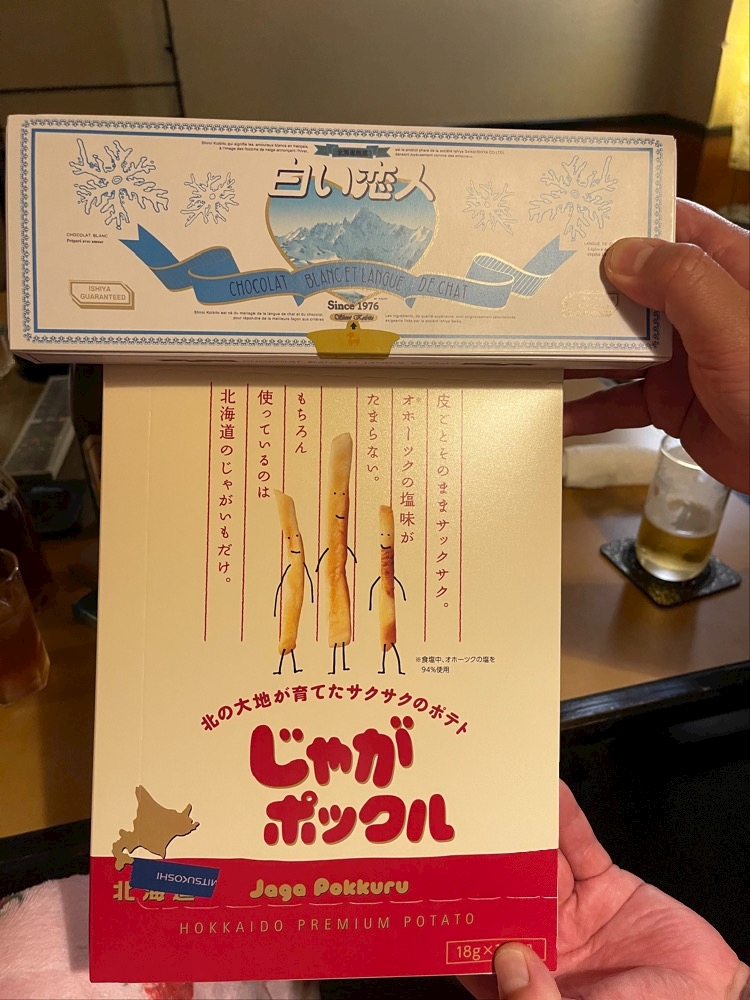 白い恋人
CHOCOLAT BLANC ET LANGUE DE CHAT
CHOCOLAT BLANC
ISHIYA
GUARANTEED
Since 1976
皮ごとそのままサックサク。
オホーツクの塩味が
たまらない。
もちろん
使っているのは
北海道のじゃがいもだけ。
※食塩中、オホーツクの塩を
94%使用
北の大地が育てたサクサクのポテト
じゃが
ポックル
MITSUKOSHI
北海道
Jaga Pokkuru
HOKKAIDO PREMIUM POTATO
18g×